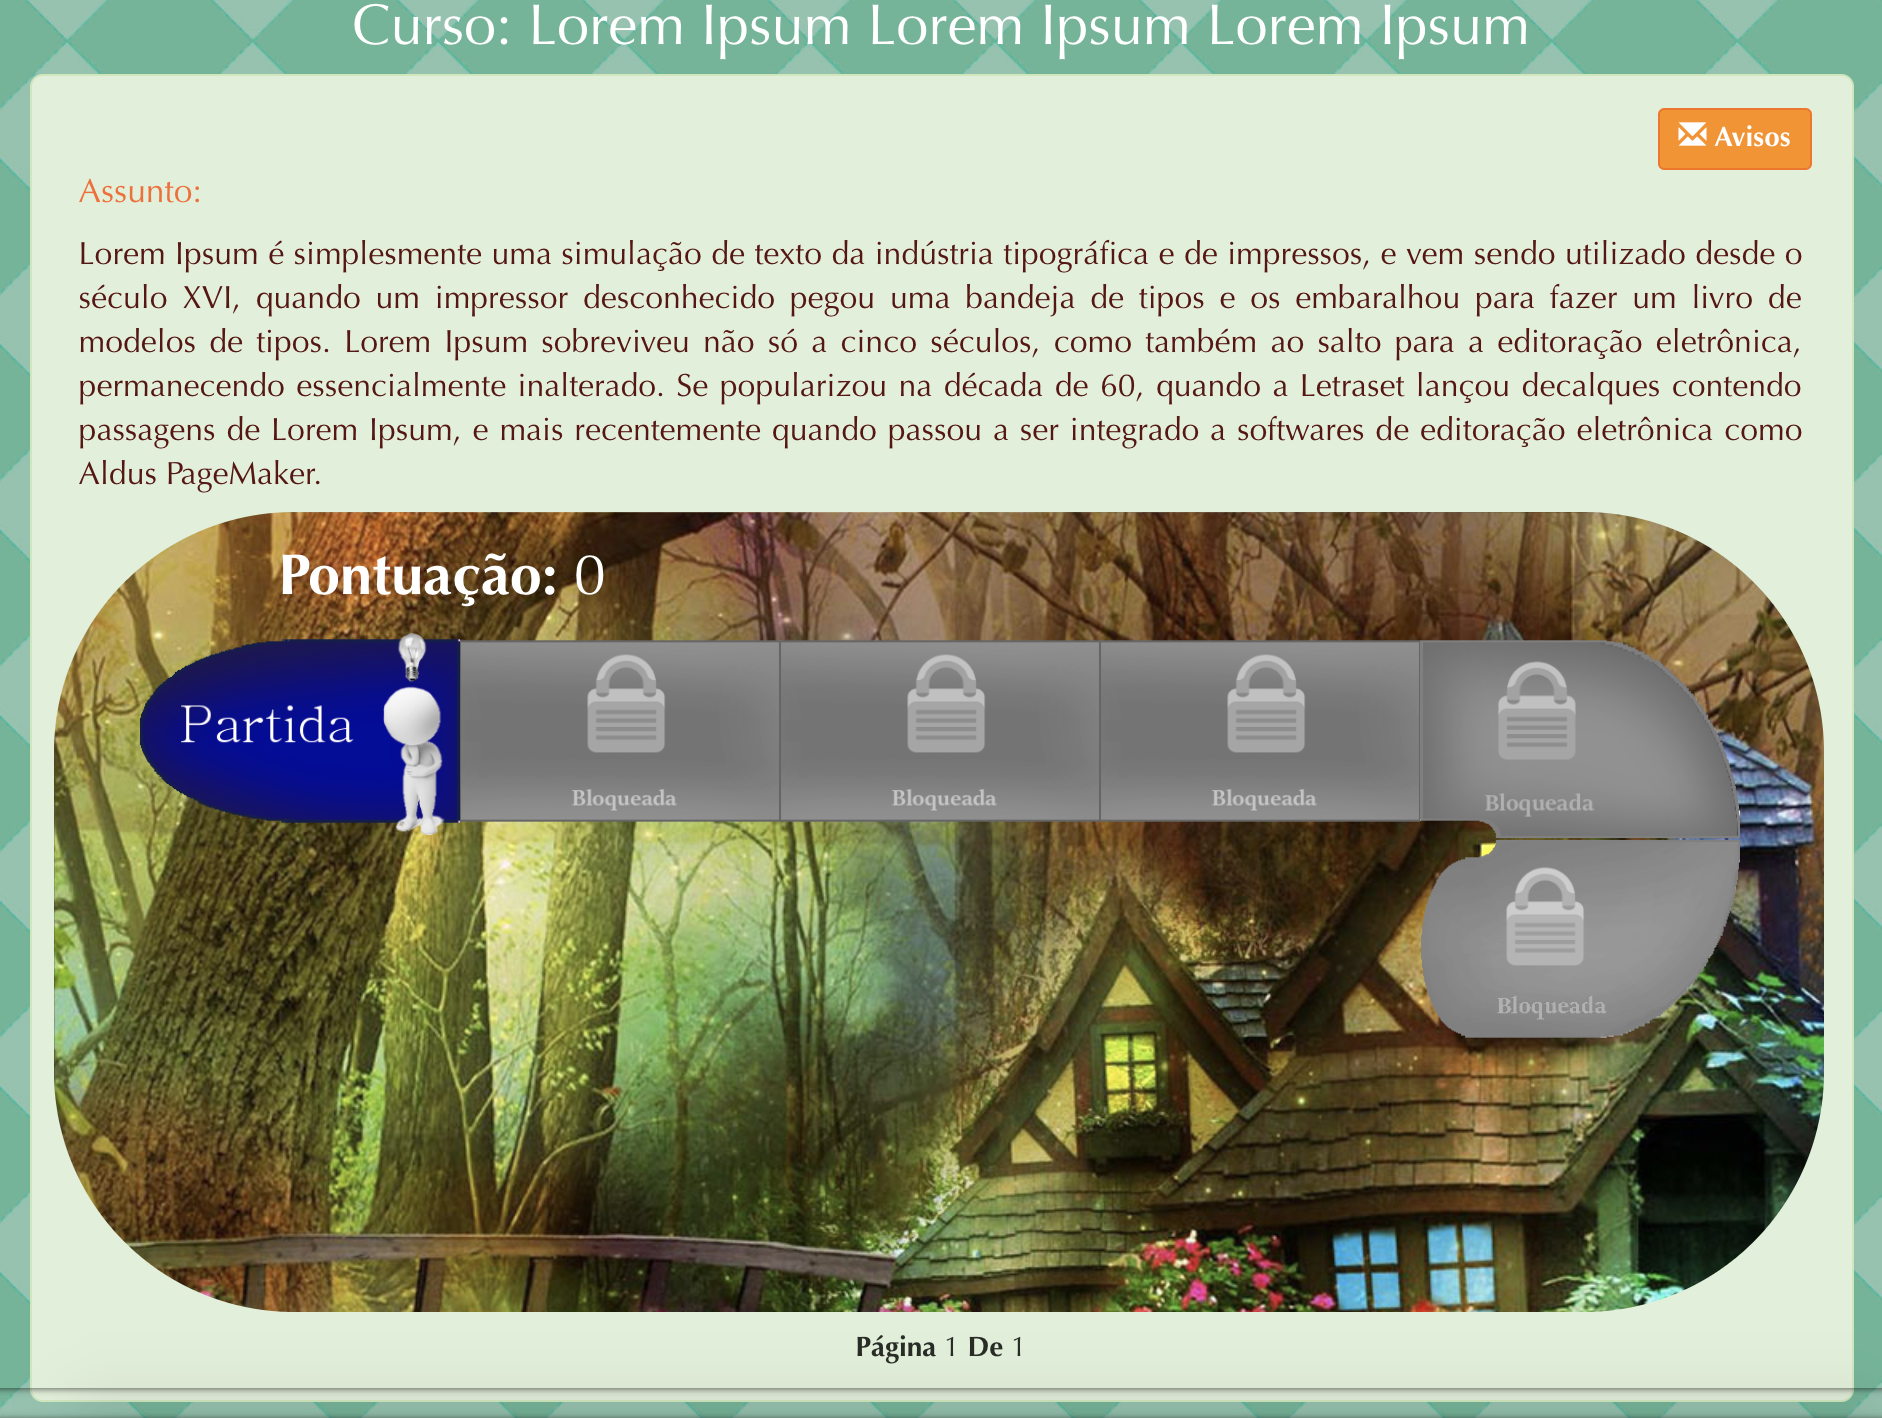 Curso: Lorem Ipsum Lorem Ipsum Lorem Ipsum
Avisos
Assunto:
Lorem Ipsum é simplesmente uma simulação de texto da indústria tipográfica e de impressos, e vem sendo utilizado desde o
século XVI, quando um impressor desconhecido pegou uma bandeja de tipos e os embaralhou para fazer um livro de
modelos de tipos. Lorem Ipsum sobreviveu não só a cinco séculos, como também ao salto para a editoração eletrônica,
permanecendo essencialmente inalterado. Se popularizou na década de 60, quando a Letraset lançou decalques contendo
passagens de Lorem Ipsum, e mais recentemente quando passou a ser integrado a softwares de editoração eletrônica como
Aldus PageMaker.
Pontuação: 0
Partida
Bloqueada
Bloqueada
Bloqueada
Bloqueada
Bloqueada
Página 1 De 1